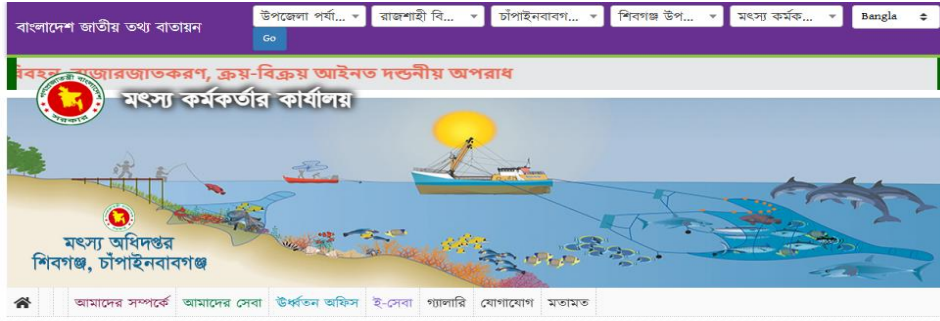 বাংলাদেশ জাতীয় তথ্য বাতায়ন
উপজেলা পর্যা... রাজশাহী বি... চাঁপাইনবাবগ... শিবগঞ্জ উপ... মৎস্য কর্মক... Bangla
Go
বাজারজাতকরণ, ক্রয়-বিক্রয় আইনত দন্ডনীয় অপরাধ
মৎস্য কর্মকর্তার কার্যালয়
মৎস্য অধিদপ্তর
শিবগঞ্জ, চাঁপাইনবাবগঞ্জ
আমাদের সম্পর্কে আমাদের সেবা উর্ধ্বতন অফিস ই-সেবা গ্যালারি যোগাযোগ মতামত